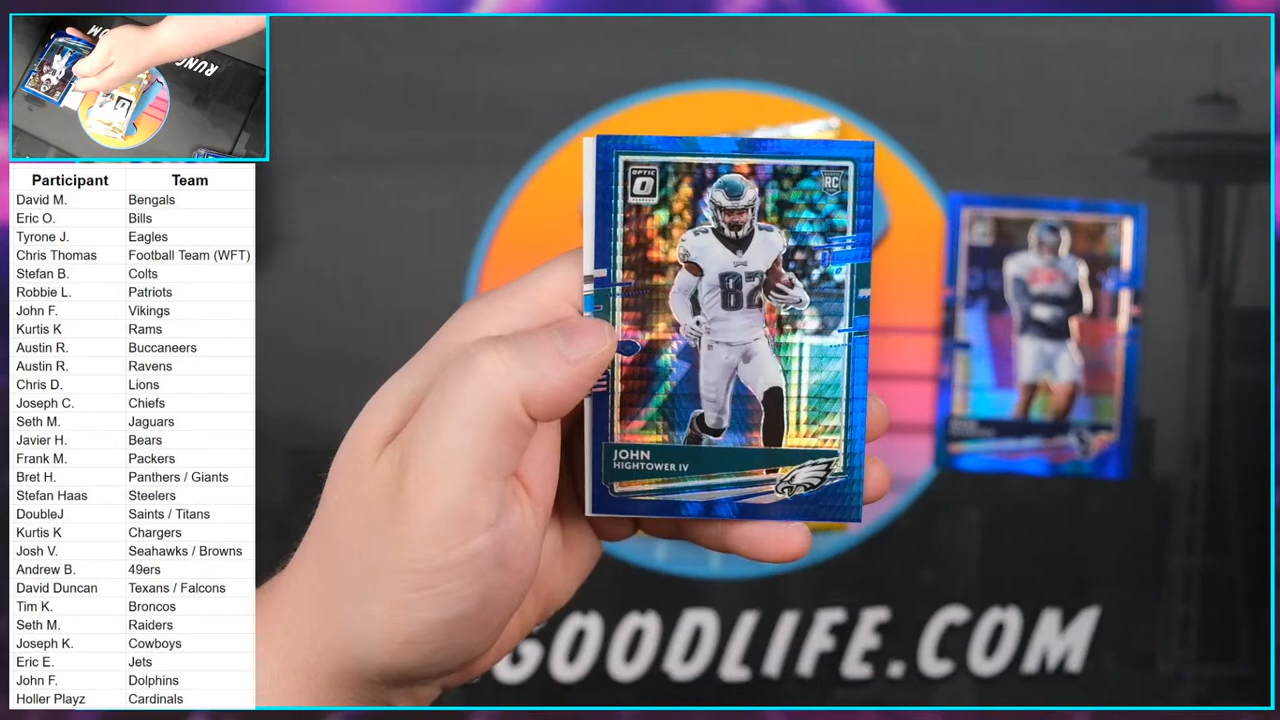 Participant Team
David M. Bengals
Eric O. Bills
Tyrone J. Eagles
Chris Thomas Football Team (WFT)
Stefan B. Colts
Robbie L. Patriots
John F. Vikings
Kurtis K Rams
Austin R. Buccaneers
Austin R. Ravens
Chris D. Lions
Joseph C. Chiefs
Seth M. Jaguars
Javier H. Bears
Frank M. Packers
Bret H. Panthers / Giants
Stefan Haas Steelers
DoubleJ Saints / Titans
Kurtis K Chargers
Josh V. Seahawks / Browns
Andrew B. 49ers
David Duncan Texans / Falcons
Tim K. Broncos
Seth M. Raiders
Joseph K. Cowboys
Eric E. Jets
John F. Dolphins
Holler Playz Cardinals
OPTIC
RC
82
JOHN
HIGHTOWER IV
GOODLIFE.COM